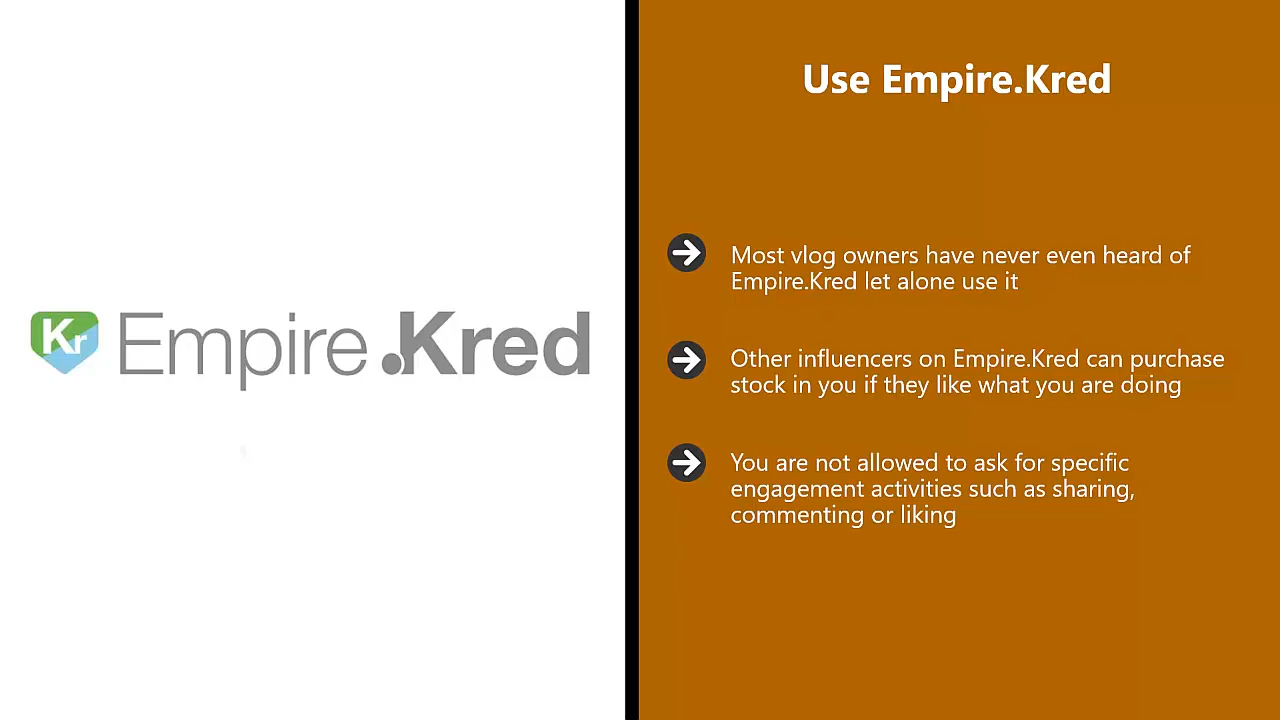 Kr Empire.Kred
Use Empire.Kred
Most vlog owners have never even heard of
Empire.Kred let alone use it
Other influencers on Empire.Kred can purchase
stock in you if they like what you are doing
You are not allowed to ask for specific
engagement activities such as sharing,
commenting or liking